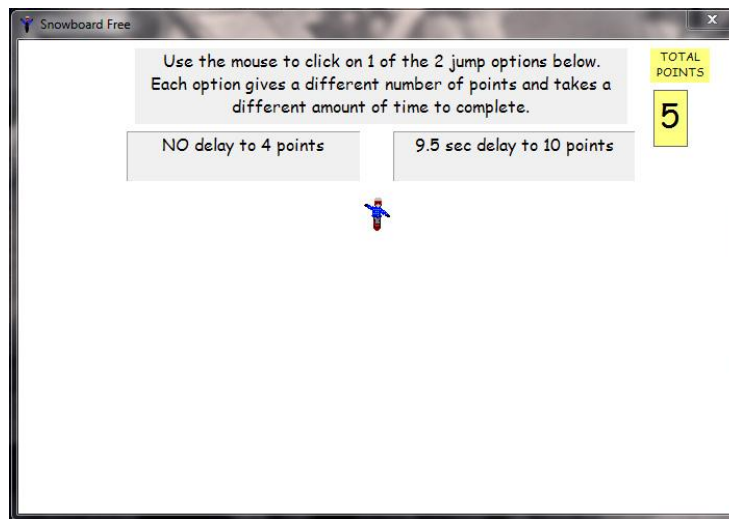 Snowboard Free
X
Use the mouse to click on 1 of the 2 jump options below.
Each option gives a different number of points and takes a
different amount of time to complete.
TOTAL
POINTS
5
NO delay to 4 points
9.5 sec delay to 10 points